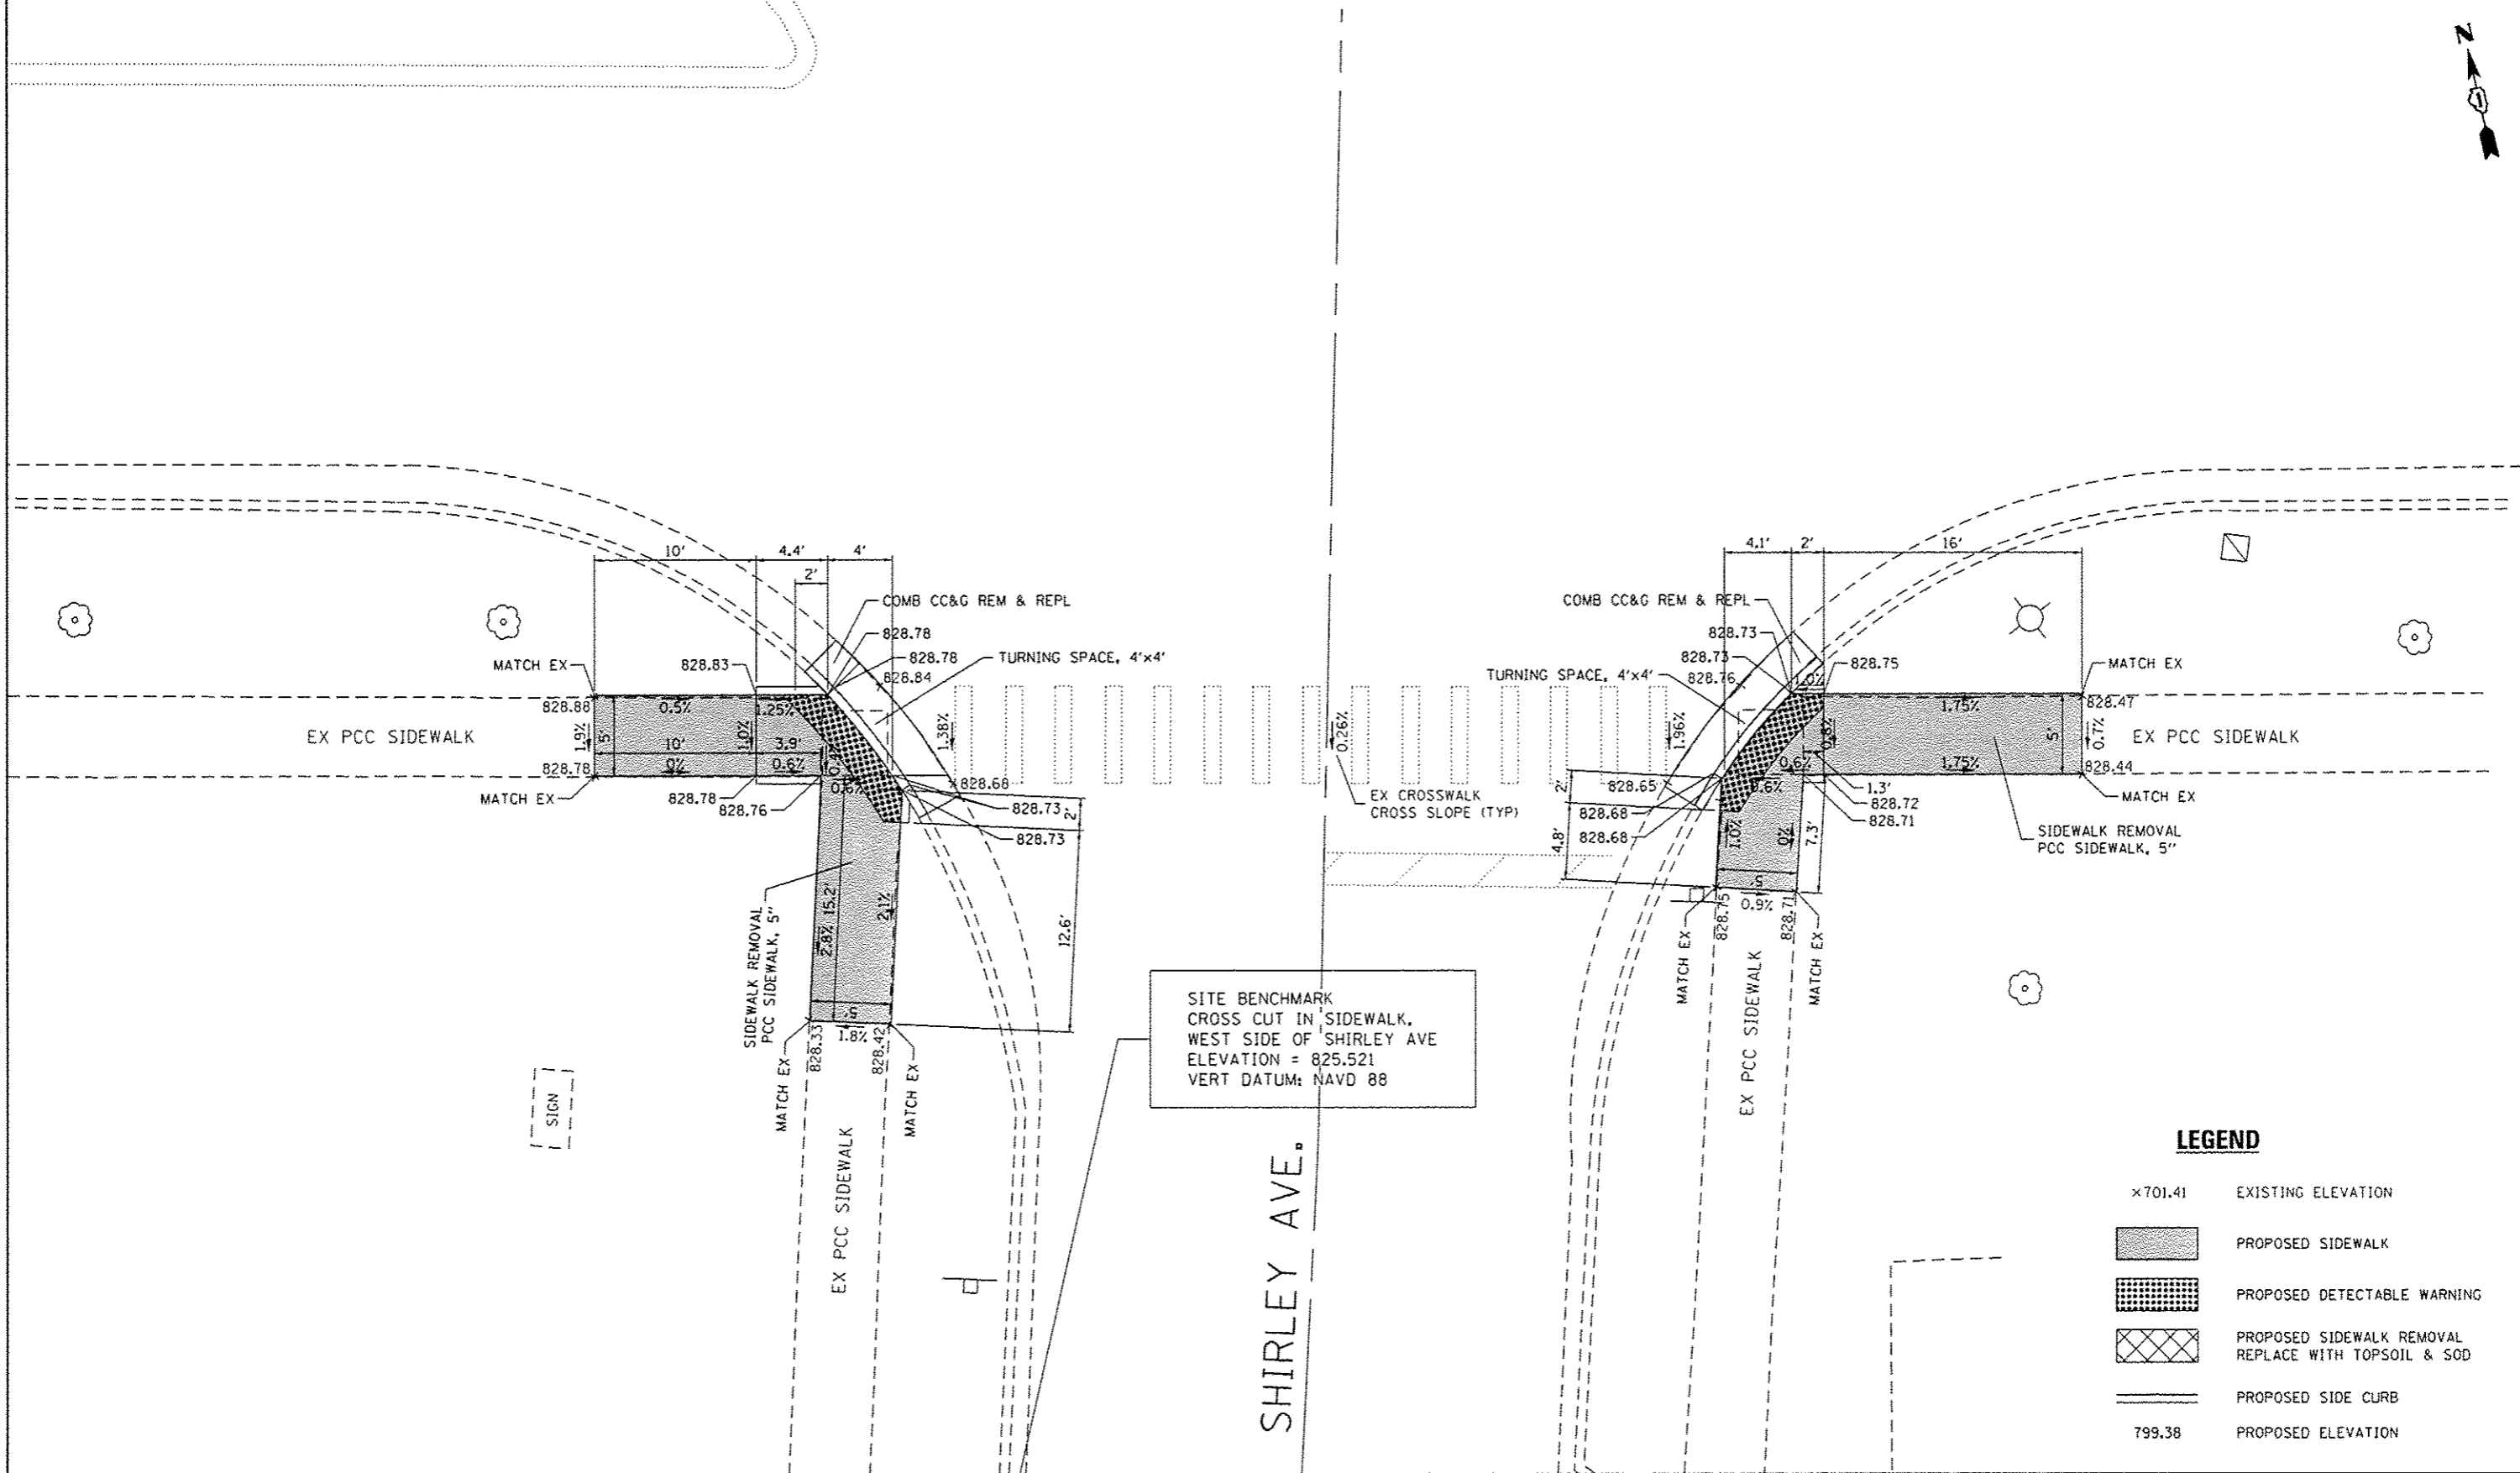 N
10'
4.4'
4'
2'
COMB CC&G REM & REPL
828.78
828.78
828.84
TURNING SPACE, 4'x4'
MATCH EX
828.83
828.88
0.5%
1.25%
1.9%
5'
1.0%
10'
3.9'
0%
0.6%
828.78
MATCH EX
828.78
828.76
0.6%
1.38%
×828.68
828.73
828.73
2'
12.6'
EX PCC SIDEWALK
SIDEWALK REMOVAL
PCC SIDEWALK, 5"
2.8%
15.2'
2.1%
5'
1.8%
828.33
828.42
MATCH EX
MATCH EX
EX PCC SIDEWALK
SIGN
0.26%
EX CROSSWALK
CROSS SLOPE (TYP)
SITE BENCHMARK
CROSS CUT IN SIDEWALK,
WEST SIDE OF SHIRLEY AVE
ELEVATION = 825.521
VERT DATUM: NAVD 88
SHIRLEY AVE.
4.1'
2'
16'
COMB CC&G REM & REPL
828.73
828.73
828.76
TURNING SPACE, 4'x4'
828.75
1.0%
1.96%
0.8%
1.75%
1.75%
5'
0.7%
MATCH EX
828.47
828.44
MATCH EX
EX PCC SIDEWALK
0.6%
0.6%
1.3'
828.72
828.71
828.65
828.68
828.68
2'
4.8'
1.0%
0%
7.3'
5'
0.9%
828.75
828.71
MATCH EX
MATCH EX
EX PCC SIDEWALK
SIDEWALK REMOVAL
PCC SIDEWALK, 5"
LEGEND
×701.41 EXISTING ELEVATION
PROPOSED SIDEWALK
PROPOSED DETECTABLE WARNING
PROPOSED SIDEWALK REMOVAL
REPLACE WITH TOPSOIL & SOD
PROPOSED SIDE CURB
799.38 PROPOSED ELEVATION